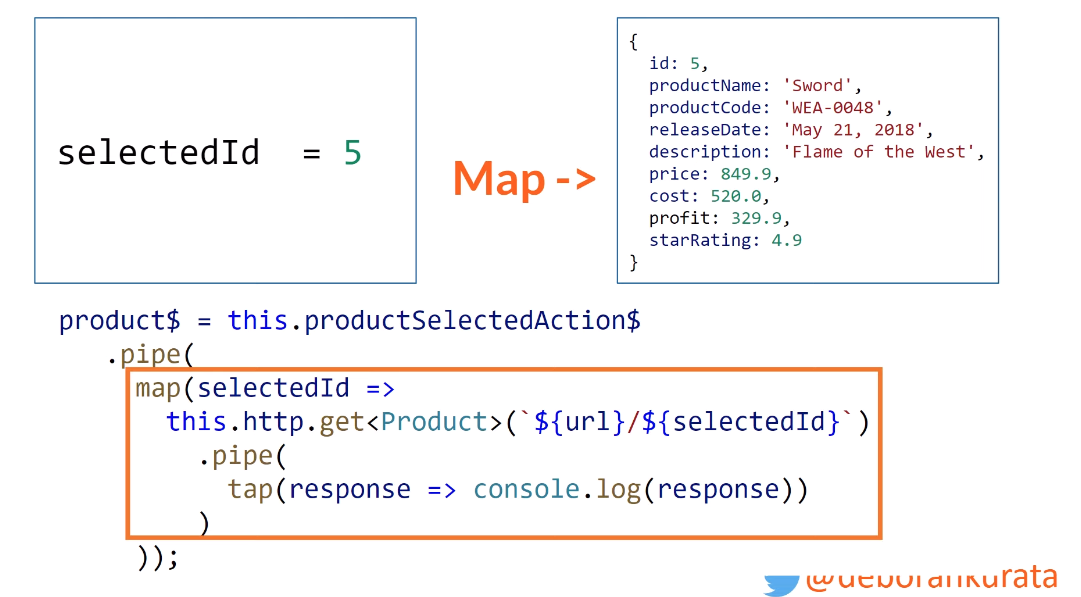 selectedId = 5
Map ->
{
id: 5,
productName: 'Sword',
productCode: 'WEA-0048',
releaseDate: 'May 21, 2018',
description: 'Flame of the West',
price: 849.9,
cost: 520.0,
profit: 329.9,
starRating: 4.9
}
product$ = this.productSelectedAction$
.pipe(
map(selectedId =>
this.http.get<Product>(`${url}/${selectedId}`)
.pipe(
tap(response => console.log(response))
)
));
@deborahkurata